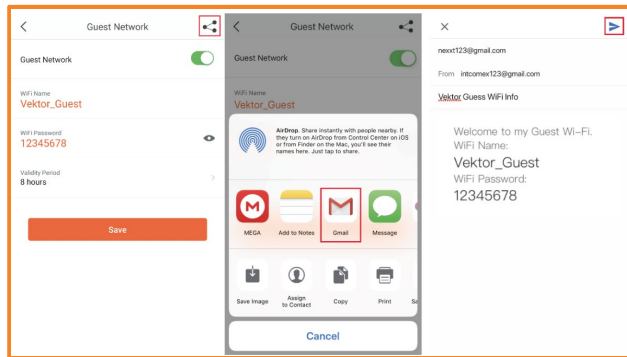 Guest Network
Guest Network
WiFi Name
Vektor_Guest
WiFi Password
12345678
Validity Period
8 hours
Save
Guest Network
Guest Network
WiFi Name
Vektor_Guest
AirDrop. Share instantly with people nearby. If
they turn on AirDrop from Control Center on iOS
or from Finder on the Mac, you'll see their
names here. Just tap to share.
MEGA
Add to Notes
Gmail
Message
Save Image
Assign
to Contact
Copy
Print
Sa
Cancel
nexxt123@gmail.com
From intcomex123@gmail.com
Vektor Guess WiFi Info
Welcome to my Guest Wi-Fi.
WiFi Name:
Vektor_Guest
WiFi Password:
12345678